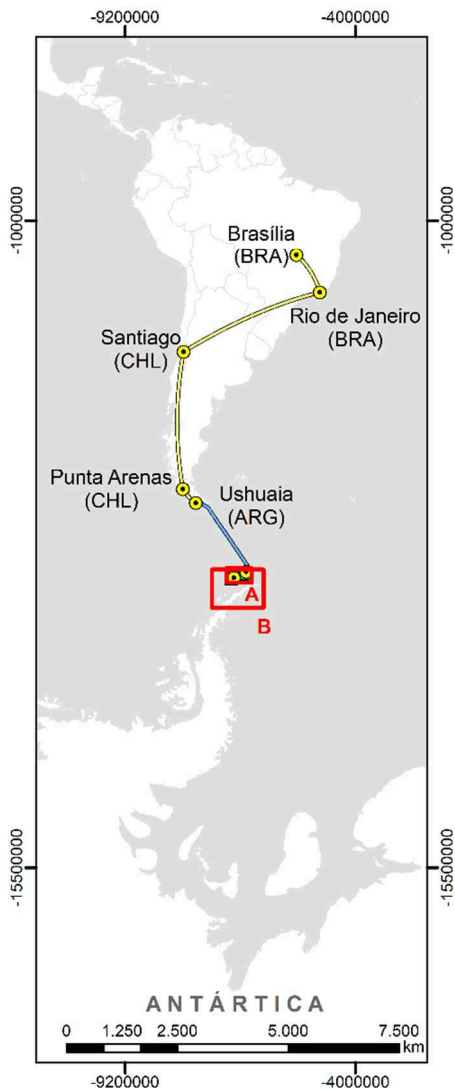 -9200000 -4000000
-1000000 -1000000
Brasília
(BRA)
Rio de Janeiro
(BRA)
Santiago
(CHL)
Punta Arenas
(CHL)
Ushuaia
(ARG)
A
B
-15500000 -15500000
ANTÁRTICA
0 1.250 2.500 5.000 7.500
km
-9200000 -4000000